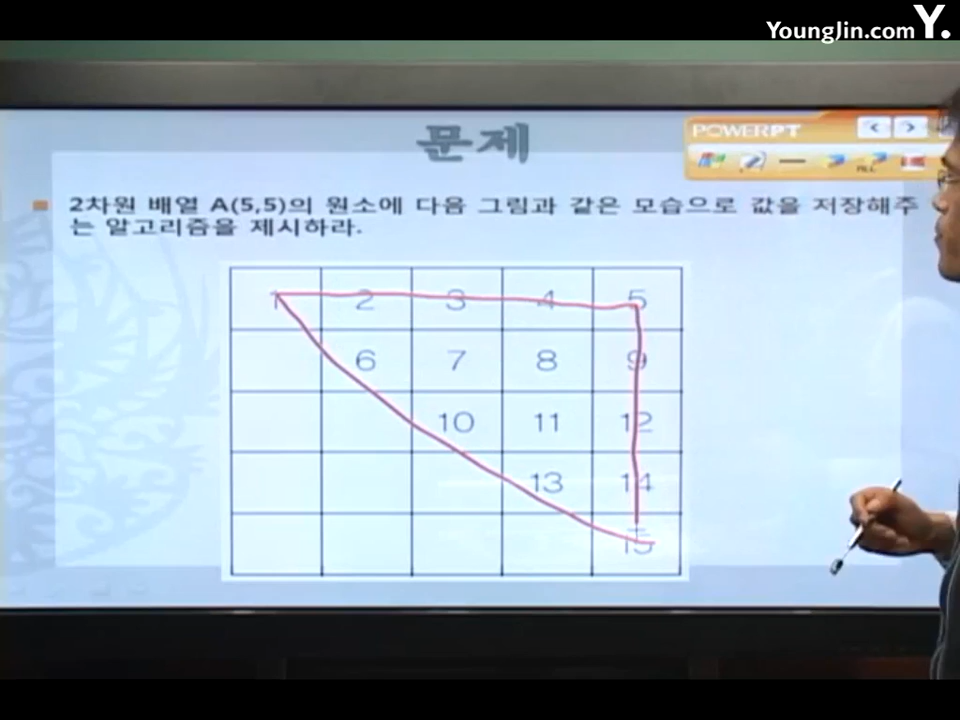 YoungJin.com Y.
문제
POWERPT
2차원 배열 A(5,5)의 원소에 다음 그림과 같은 모습으로 값을 저장해주
는 알고리즘을 제시하라.
1 2 3 4 5
6 7 8 9
10 11 12
13 14
15